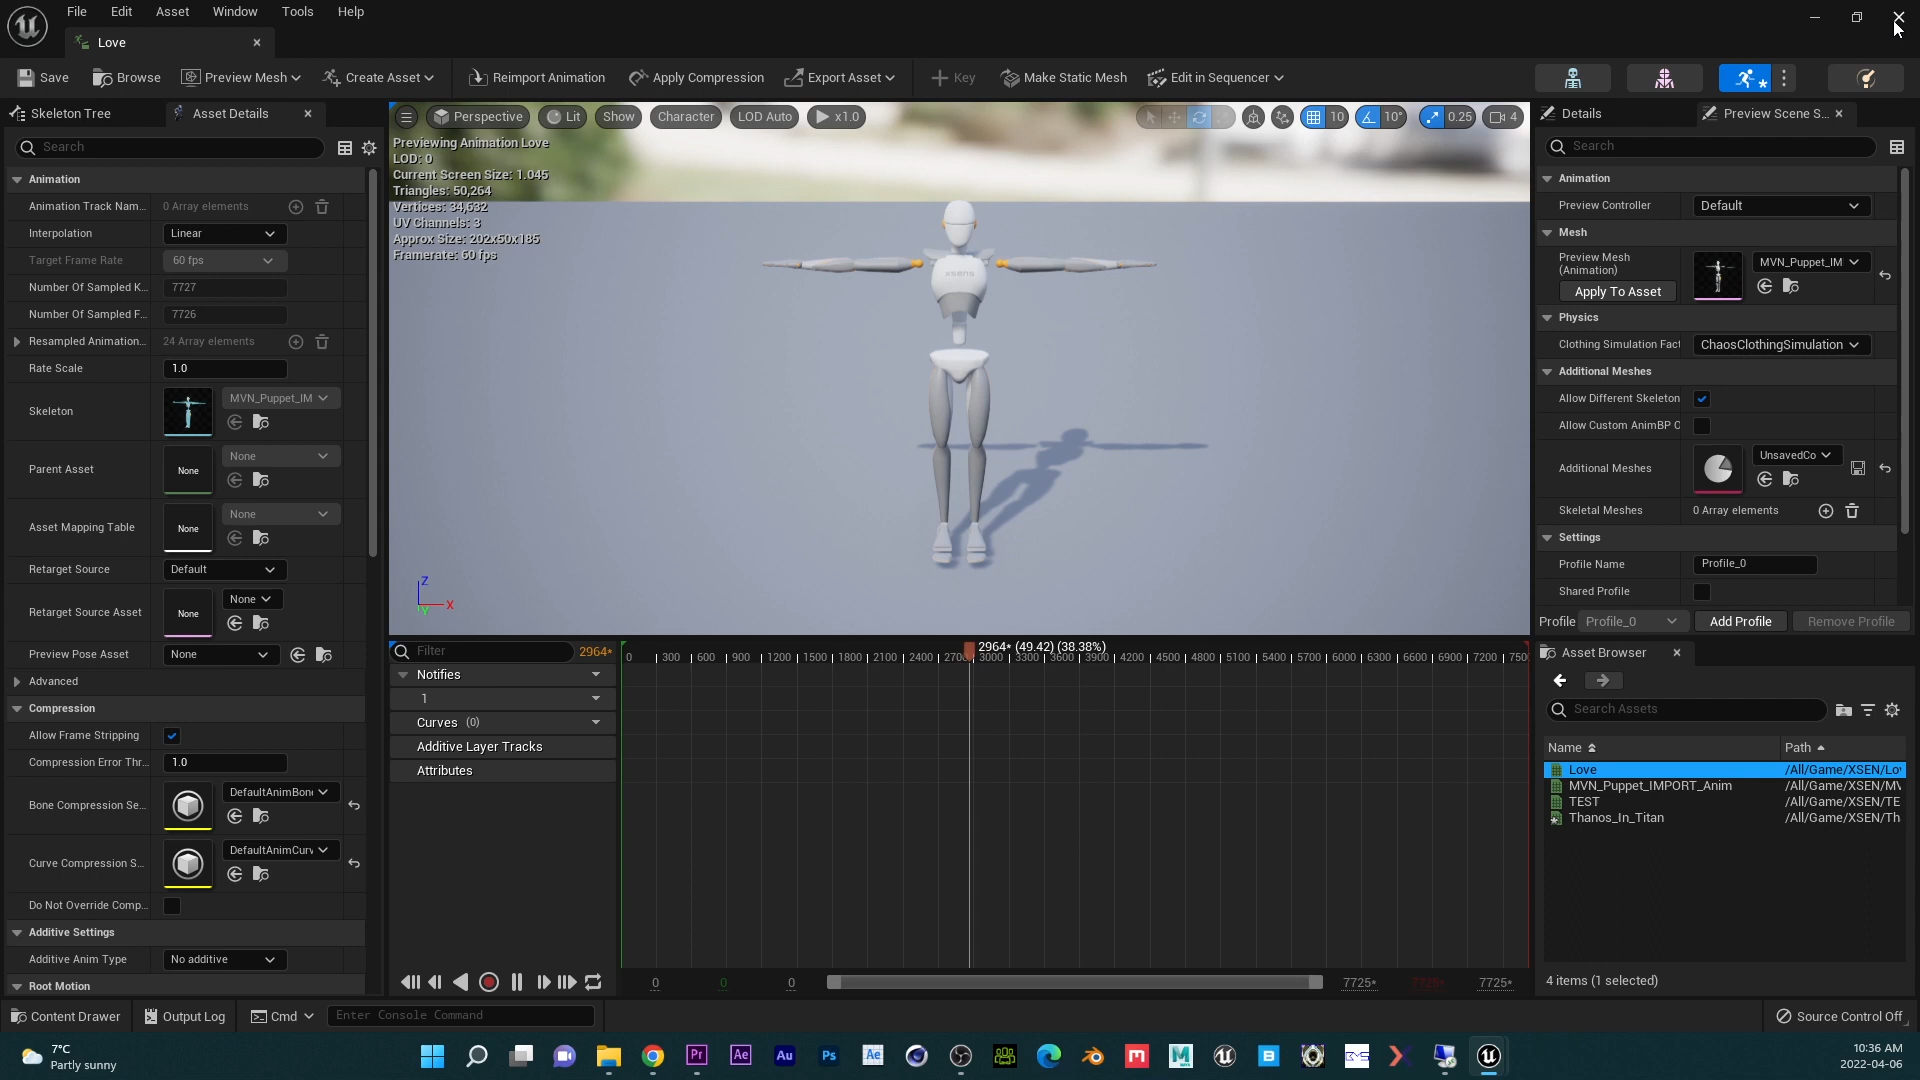 File Edit Asset Window Tools Help
Love
Save Browse Preview Mesh Create Asset Reimport Animation Apply Compression Export Asset Key Make Static Mesh Edit in Sequencer
Skeleton Tree Asset Details
Search
Animation
Animation Track Nam... 0 Array elements
Interpolation Linear
Target Frame Rate 60 fps
Number Of Sampled K... 7727
Number Of Sampled F... 7726
Resampled Animation... 24 Array elements
Rate Scale 1.0
Skeleton MVN_Puppet_IM
Parent Asset None None
Asset Mapping Table None None
Retarget Source Default
Retarget Source Asset None None
Preview Pose Asset None
Advanced
Compression
Allow Frame Stripping
Compression Error Thr... 1.0
Bone Compression Se... DefaultAnimBon
Curve Compression S... DefaultAnimCurv
Do Not Override Comp...
Additive Settings
Additive Anim Type No additive
Root Motion
Perspective Lit Show Character LOD Auto x1.0 10 10° 0.25 4
Previewing Animation Love
LOD: 0
Current Screen Size: 1.045
Triangles: 50,264
Vertices: 34,632
UV Channels: 3
Approx Size: 202x50x185
Framerate: 60 fps
XSENS
Z
X
Y
Filter 2964*
2964* (49.42) (38.38%)
0 300 600 900 1200 1500 1800 2100 2400 2700 3000 3300 3600 3900 4200 4500 4800 5100 5400 5700 6000 6300 6600 6900 7200 750
Notifies
1
Curves (0)
Additive Layer Tracks
Attributes
0 0 0 7725* 7725* 7725*
Details Preview Scene S...
Search
Animation
Preview Controller Default
Mesh
Preview Mesh
(Animation)
Apply To Asset
MVN_Puppet_IM
Physics
Clothing Simulation Fact ChaosClothingSimulation
Additional Meshes
Allow Different Skeleton
Allow Custom AnimBP O
Additional Meshes UnsavedCo
Skeletal Meshes 0 Array elements
Settings
Profile Name Profile_0
Shared Profile
Profile Profile_0 Add Profile Remove Profile
Asset Browser
Search Assets
Name Path
Love /All/Game/XSEN/Lo
MVN_Puppet_IMPORT_Anim /All/Game/XSEN/MV
TEST /All/Game/XSEN/TE
Thanos_In_Titan /All/Game/XSEN/Th
4 items (1 selected)
Content Drawer Output Log Cmd Enter Console Command Source Control Off
7°C
Partly sunny
Pr Ae Au Ps Ae
10:36 AM
2022-04-06